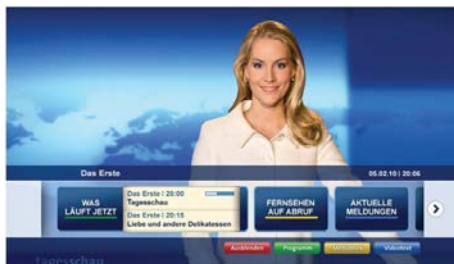 Das Erste
05.02.10 | 20:06
WAS
LÄUFT JETZT
Das Erste | 20:00
Tagesschau
Das Erste | 20:15
Liebe und andere Delikatessen
FERNSEHEN
AUF ABRUF
AKTUELLE
MELDUNGEN
Ausblenden
Programm
Mediathek
Videotext
tagesschau